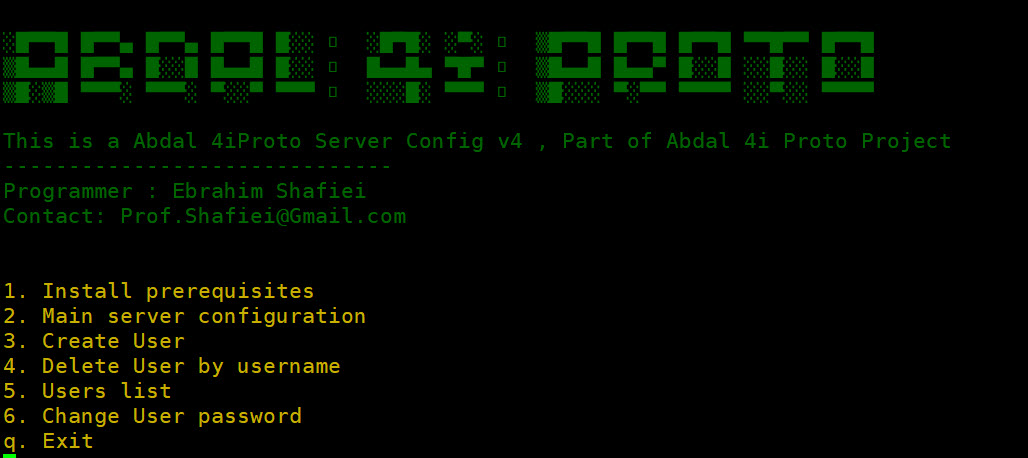 ABDAL 4I PROTO
This is a Abdal 4iProto Server Config v4 , Part of Abdal 4i Proto Project
------------------------------
Programmer : Ebrahim Shafiei
Contact: Prof.Shafiei@Gmail.com
1. Install prerequisites
2. Main server configuration
3. Create User
4. Delete User by username
5. Users list
6. Change User password
q. Exit